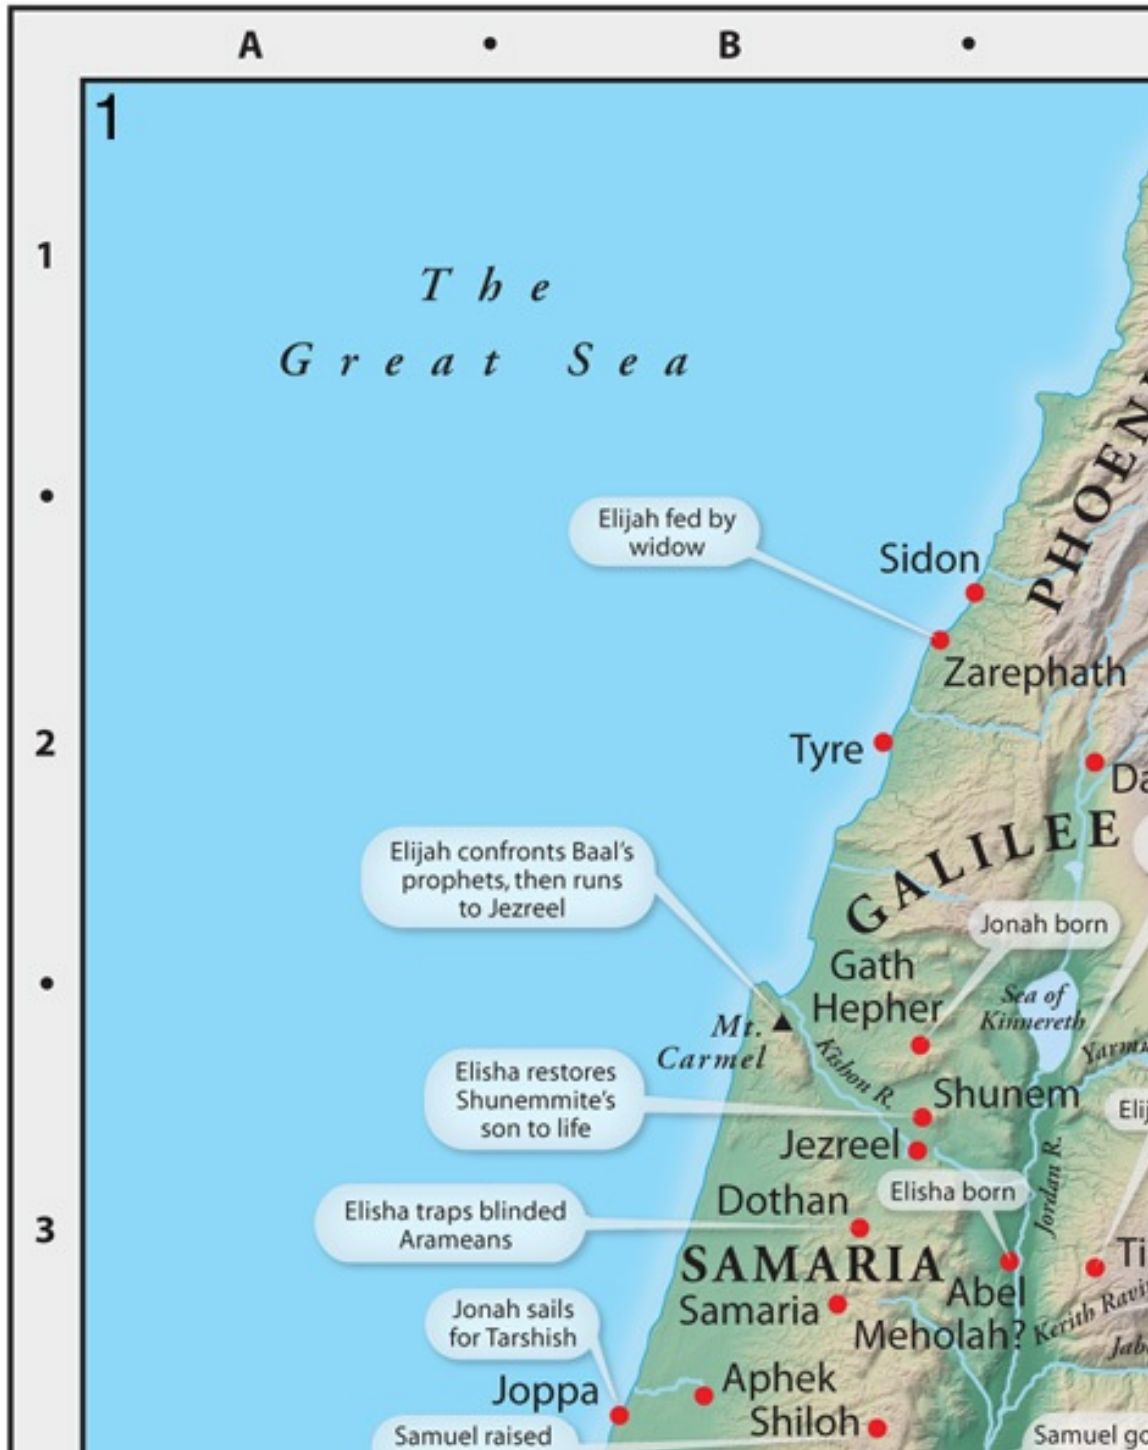 A • B •
1
1
The
Great Sea
•
Elijah fed by
widow
Sidon
Zarephath
2
Tyre
GALILEE
Elijah confronts Baal's
prophets, then runs
to Jezreel
Jonah born
•
Gath
Hepher
Sea of
Kinnereth
Mt.
Carmel
Kishon R.
Elisha restores
Shunemmite's
son to life
Shunem
Jezreel
Jordan R.
Elisha born
Elisha traps blinded
Arameans
Dothan
3
SAMARIA
Samaria
Abel
Meholah?
Jonah sails
for Tarshish
Joppa
Aphek
Shiloh
Samuel raised
Kerith
Samuel